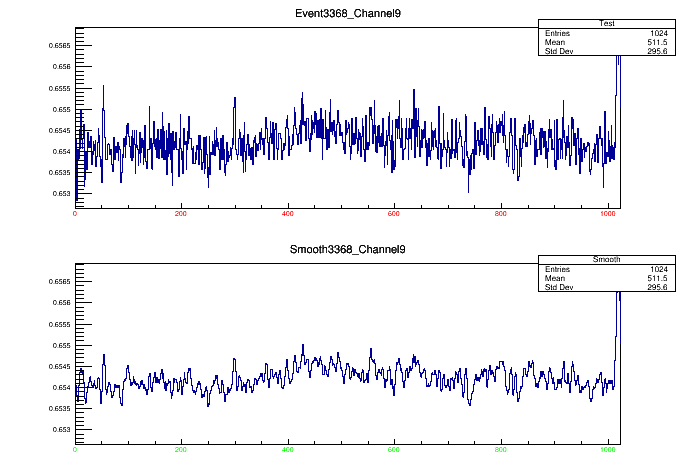 Event3368_Channel9
Test
Entries 1024
Mean 511.5
Std Dev 295.6
0.6565
0.656
0.6555
0.655
0.6545
0.654
0.6535
0.653
0 200 400 600 800 1000
Smooth3368_Channel9
Smooth
Entries 1024
Mean 511.5
Std Dev 295.6
0.6565
0.656
0.6555
0.655
0.6545
0.654
0.6535
0.653
0 200 400 600 800 1000